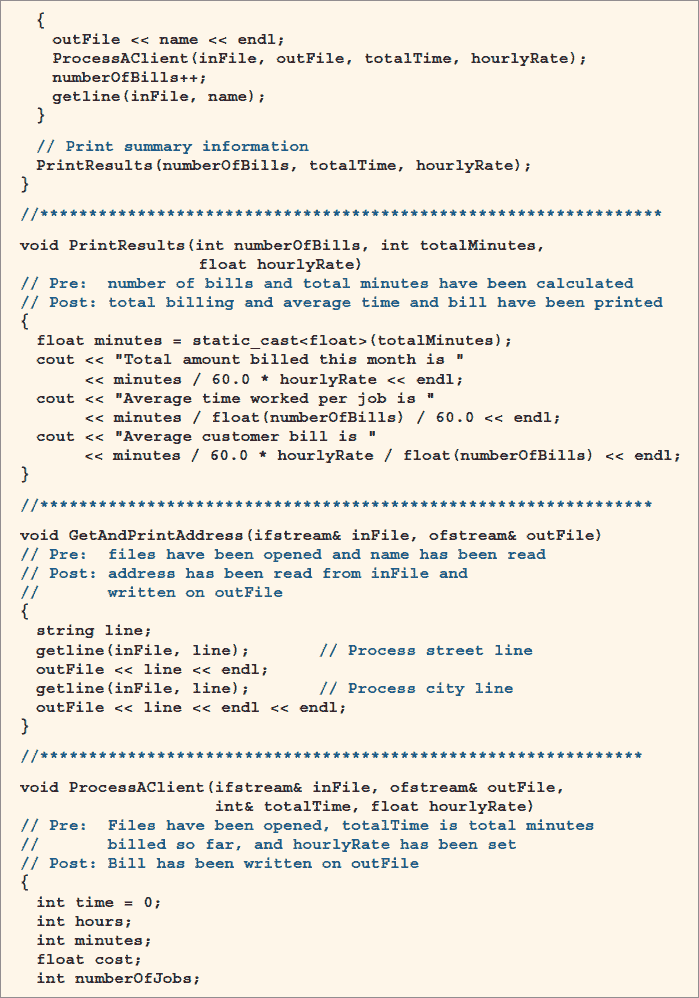 {
outFile << name << endl;
ProcessAClient(inFile, outFile, totalTime, hourlyRate);
numberOfBills++;
getline(inFile, name);
}
// Print summary information
PrintResults(numberOfBills, totalTime, hourlyRate);
}
//****************************************************************
void PrintResults(int numberOfBills, int totalMinutes,
float hourlyRate)
// Pre:  number of bills and total minutes have been calculated
// Post: total billing and average time and bill have been printed
{
float minutes = static_cast<float>(totalMinutes);
cout << "Total amount billed this month is "
<< minutes / 60.0 * hourlyRate << endl;
cout << "Average time worked per job is "
<< minutes / float(numberOfBills) / 60.0 << endl;
cout << "Average customer bill is "
<< minutes / 60.0 * hourlyRate / float(numberOfBills) << endl;
}
//***************************************************************
void GetAndPrintAddress(ifstream& inFile, ofstream& outFile)
// Pre:  files have been opened and name has been read
// Post: address has been read from inFile and
//       written on outFile
{
string line;
getline(inFile, line);       // Process street line
outFile << line << endl;
getline(inFile, line);       // Process city line
outFile << line << endl << endl;
}
//**************************************************************
void ProcessAClient(ifstream& inFile, ofstream& outFile,
int& totalTime, float hourlyRate)
// Pre:  Files have been opened, totalTime is total minutes
//       billed so far, and hourlyRate has been set
// Post: Bill has been written on outFile
{
int time = 0;
int hours;
int minutes;
float cost;
int numberOfJobs;